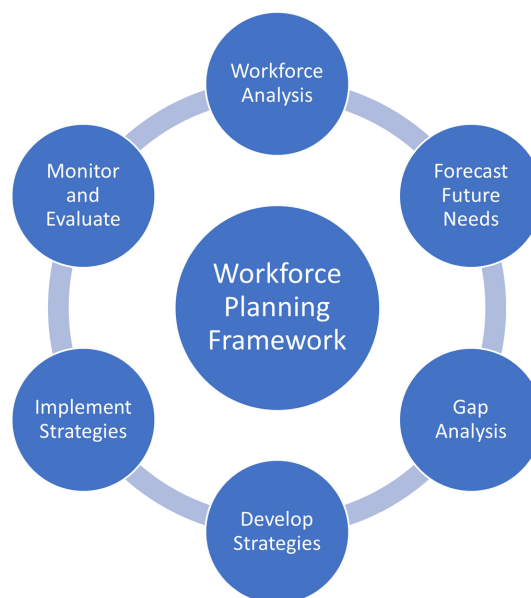 Workforce
Analysis
Forecast
Future
Needs
Gap
Analysis
Develop
Strategies
Implement
Strategies
Monitor
and
Evaluate
Workforce
Planning
Framework